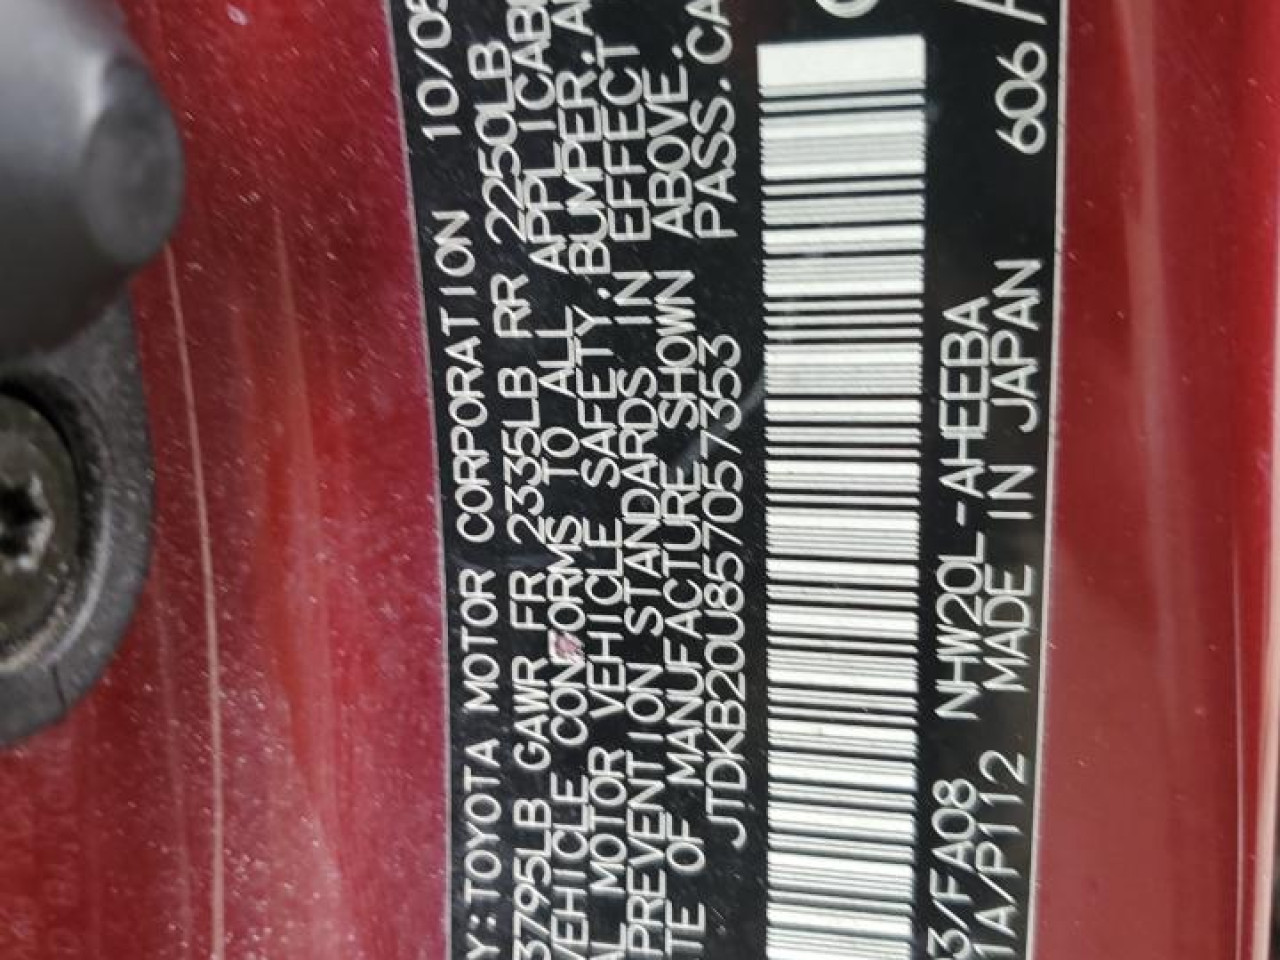 Y:TOYOTA MOTOR CORPORATION 10/05
3795LB GAWR FR 2335LB RR 2250LB
VEHICLE CONFORMS TO ALL APPLICAB
AL MOTOR VEHICLE SAFETY. BUMPER. A
PREVENTION STANDARDS IN EFFECT
TE OF MANUFACTURE SHOWN ABOVE.
JTDKB20U857057353 PASS. CA
3/FA08 NHW20L-AHEEBA
1A/P112 MADE IN JAPAN 606